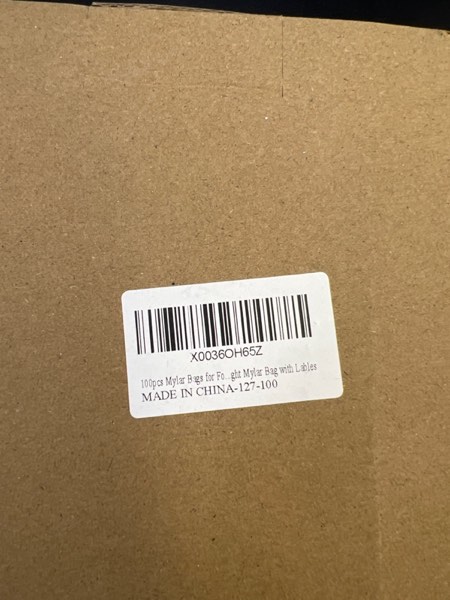 X0036OH65Z
100pcs Mylar Bags for Fo...ght Mylar Bag with Lables
MADE IN CHINA-127-100